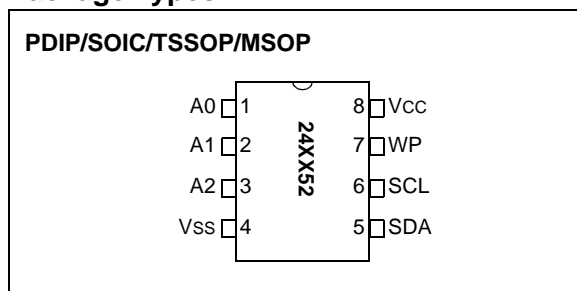 PDIP/SOIC/TSSOP/MSOP
A0 1 8 Vcc
A1 2 7 WP
A2 3 6 SCL
Vss 4 5 SDA
24XX52